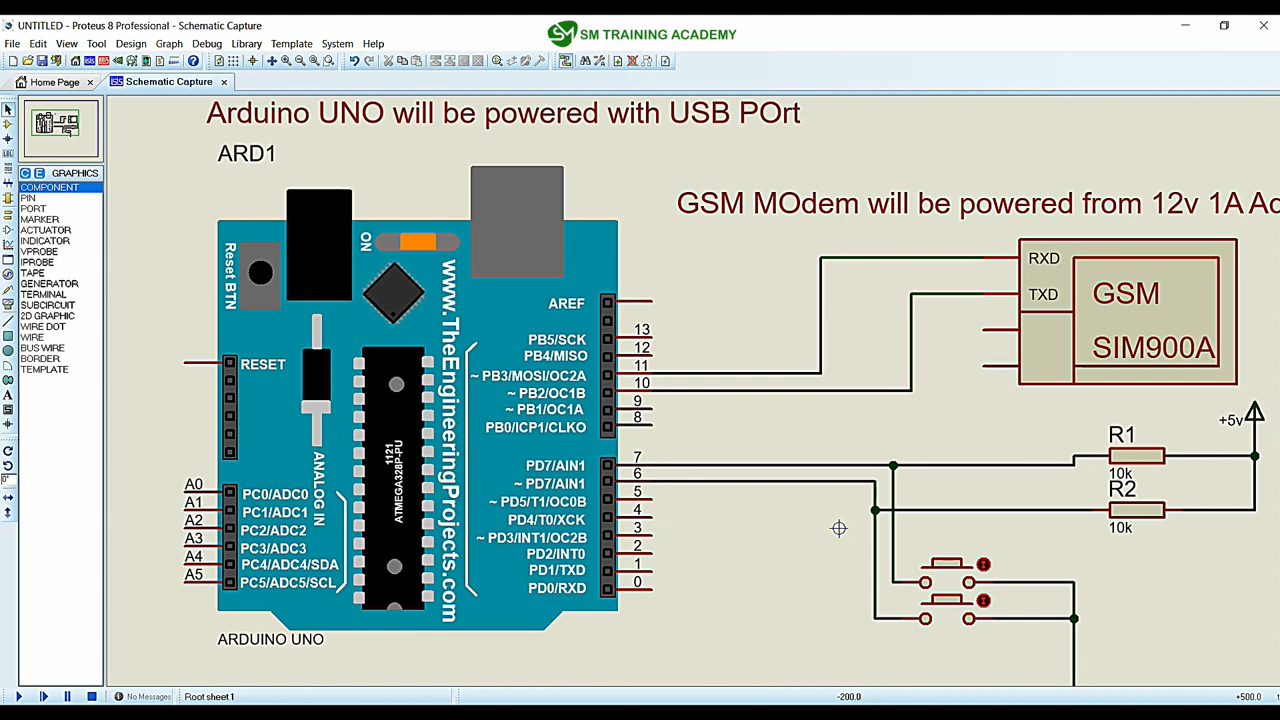 UNTITLED - Proteus 8 Professional - Schematic Capture
SM TRAINING ACADEMY
File Edit View Tool Design Graph Debug Library Template System Help
Home Page × Schematic Capture ×
Arduino UNO will be powered with USB POrt
ARD1
GSM MOdem will be powered from 12v 1A Ad
C E GRAPHICS
COMPONENT
PIN
PORT
MARKER
ACTUATOR
INDICATOR
VPROBE
IPROBE
TAPE
GENERATOR
TERMINAL
SUBCIRCUIT
2D GRAPHIC
WIRE DOT
WIRE
BUS WIRE
BORDER
TEMPLATE
Reset BTN
ON
www.TheEngineeringProjects.com
RESET
ANALOG IN
1121
ATMEGA328P-PU
AREF
PB5/SCK 13
PB4/MISO 12
~ PB3/MOSI/OC2A 11
~ PB2/OC1B 10
~ PB1/OC1A 9
PB0/ICP1/CLKO 8
PD7/AIN1 7
~ PD7/AIN1 6
~ PD5/T1/OC0B 5
PD4/T0/XCK 4
~ PD3/INT1/OC2B 3
PD2/INT0 2
PD1/TXD 1
PD0/RXD 0
A0 PC0/ADC0
A1 PC1/ADC1
A2 PC2/ADC2
A3 PC3/ADC3
A4 PC4/ADC4/SDA
A5 PC5/ADC5/SCL
ARDUINO UNO
RXD
TXD
GSM
SIM900A
+5v
R1
10k
R2
10k
No Messages
Root sheet 1
-200.0
+500.0